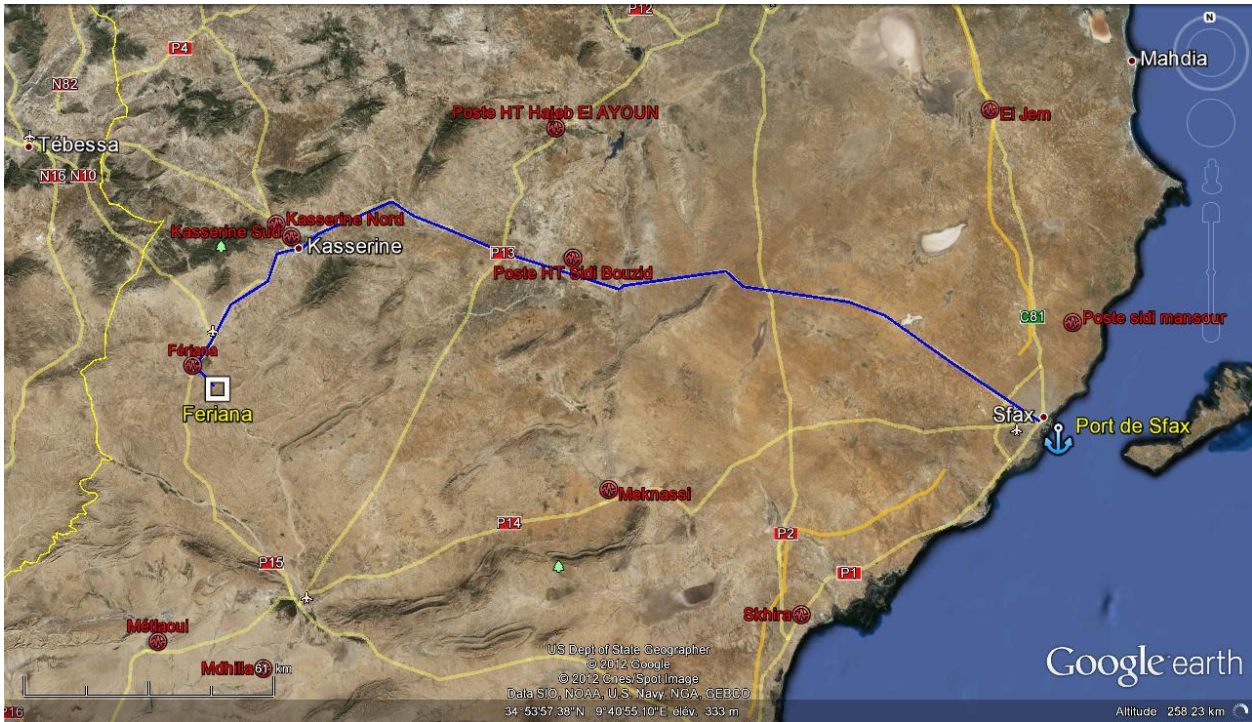 P12
P4
N
Mahdia
N82
Poste HT Hajeb El AYOUN
El Jem
Tébessa
N16
N10
Kasserine Nord
Kasserine Sud
Kasserine
P13
Poste HT Sidi Bouzid
C81
Poste sidi mansour
Fériana
Feriana
Sfax
Port de Sfax
Meknassi
P14
P2
P15
P1
Skhira
Métlaoui
Mdhilla
61 km
US Dept of State Geographer
© 2012 Google
© 2012 Cnes/Spot Image
Data SIO, NOAA, U.S. Navy, NGA, GEBCO
Google earth
P16
34°53'57.38"N 9°40'55.10"E élév. 333 m
Altitude 258.23 km